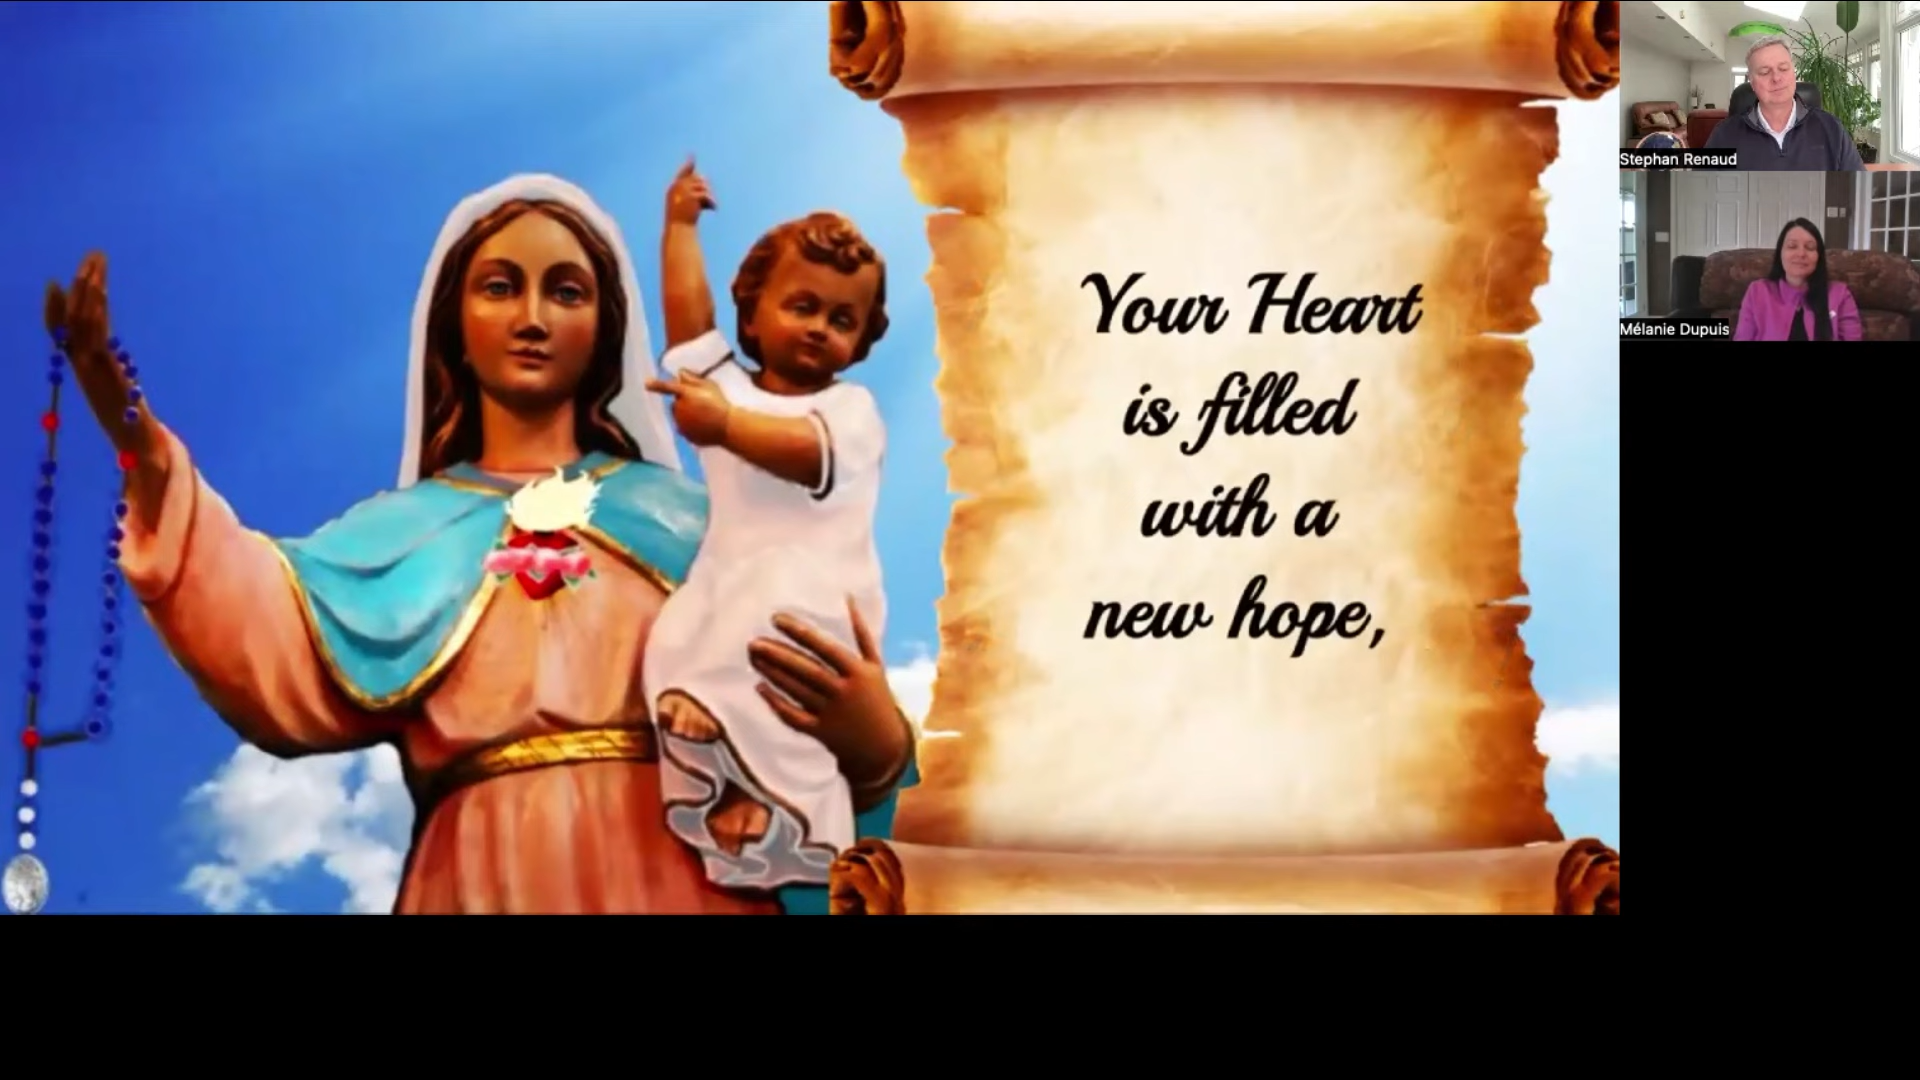 Your Heart
is filled
with a
new hope,
Stephan Renaud
Mélanie Dupuis